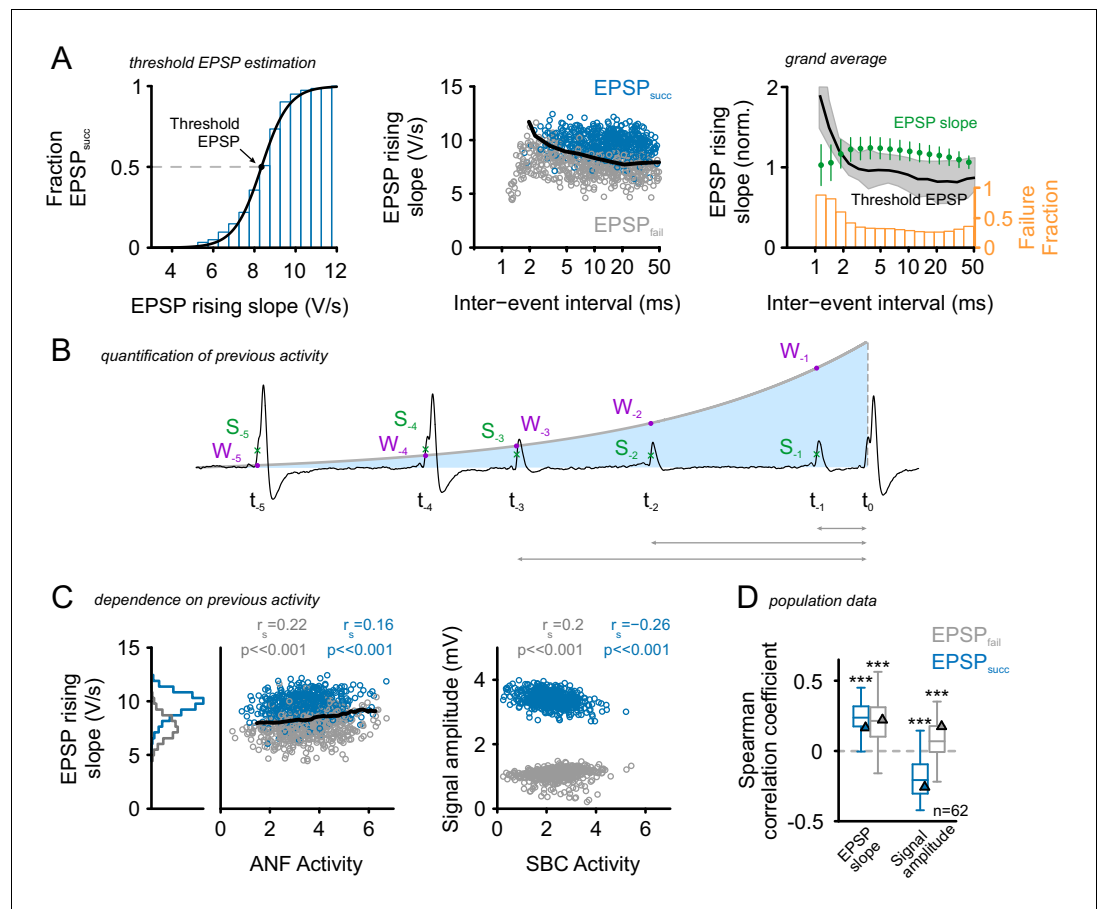 A
threshold EPSP estimation
1
0.5
0
Fraction
EPSPsucc
Threshold
EPSP
4 6 8 10 12
EPSP rising slope (V/s)
15
10
5
0
EPSP rising
slope (V/s)
EPSPsucc
EPSPfail
1 2 5 10 20 50
Inter−event interval (ms)
grand average
2
1
0
EPSP rising
slope (norm.)
EPSP slope
Threshold EPSP
1
0.5
0
Failure
Fraction
1 2 5 10 20 50
Inter−event interval (ms)
B
quantification of previous activity
W-1
W-2
W-3
W-4
W-5
S-5
S-4
S-3
S-2
S-1
t-5 t-4 t-3 t-2 t-1 t0
C
dependence on previous activity
rs=0.22 rs=0.16
p<<0.001 p<<0.001
15
10
5
0
EPSP rising
slope (V/s)
0 2 4 6
ANF Activity
rs=0.2 rs=−0.26
p<<0.001 p<<0.001
4
2
0
Signal amplitude (mV)
0 2 4 6
SBC Activity
D
population data
EPSPfail
EPSPsucc
0.5
0
-0.5
Spearman
correlation coefficient
*** *** *** ***
n=62
EPSP
slope
Signal
amplitude